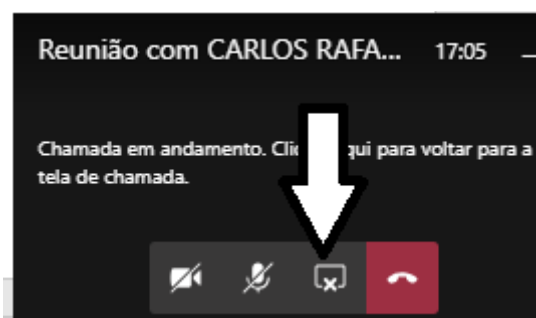 Reunião com CARLOS RAFA... 17:05
Chamada em andamento. Cli qui para voltar para a
tela de chamada.